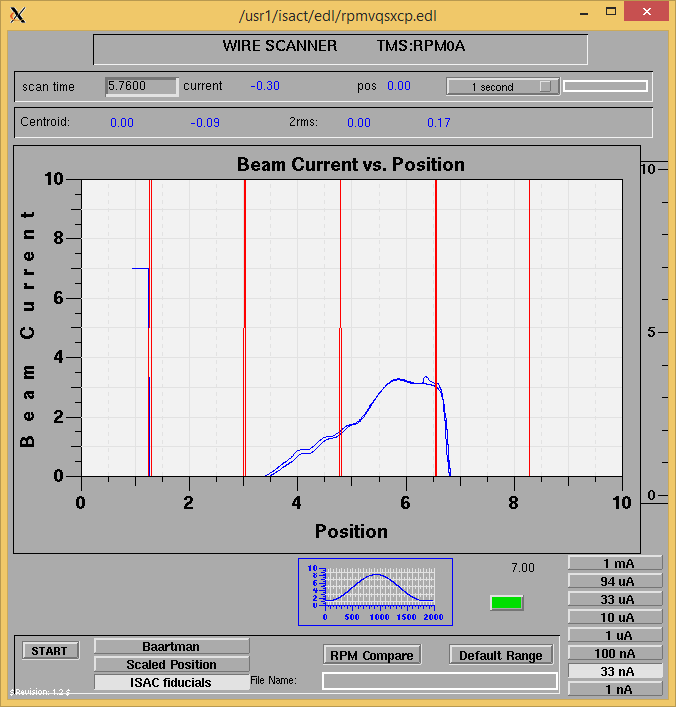 /usr1/isact/edl/rpmvqsxcp.edl
WIRE SCANNER TMS:RPM0A
scan time 5.7600 current -0.30 pos 0.00 1 second
Centroid: 0.00 -0.09 2rms: 0.00 0.17
Beam Current vs. Position
Beam Current
10
8
6
4
2
0
0 2 4 6 8 10
Position
10
5
0
10
8
6
4
2
0
0 500 1000 1500 2000
7.00
1 mA
94 uA
33 uA
10 uA
1 uA
100 nA
33 nA
1 nA
START
Baartman
Scaled Position
ISAC fiducials
RPM Compare
Default Range
File Name:
$Revision: 1.2 $